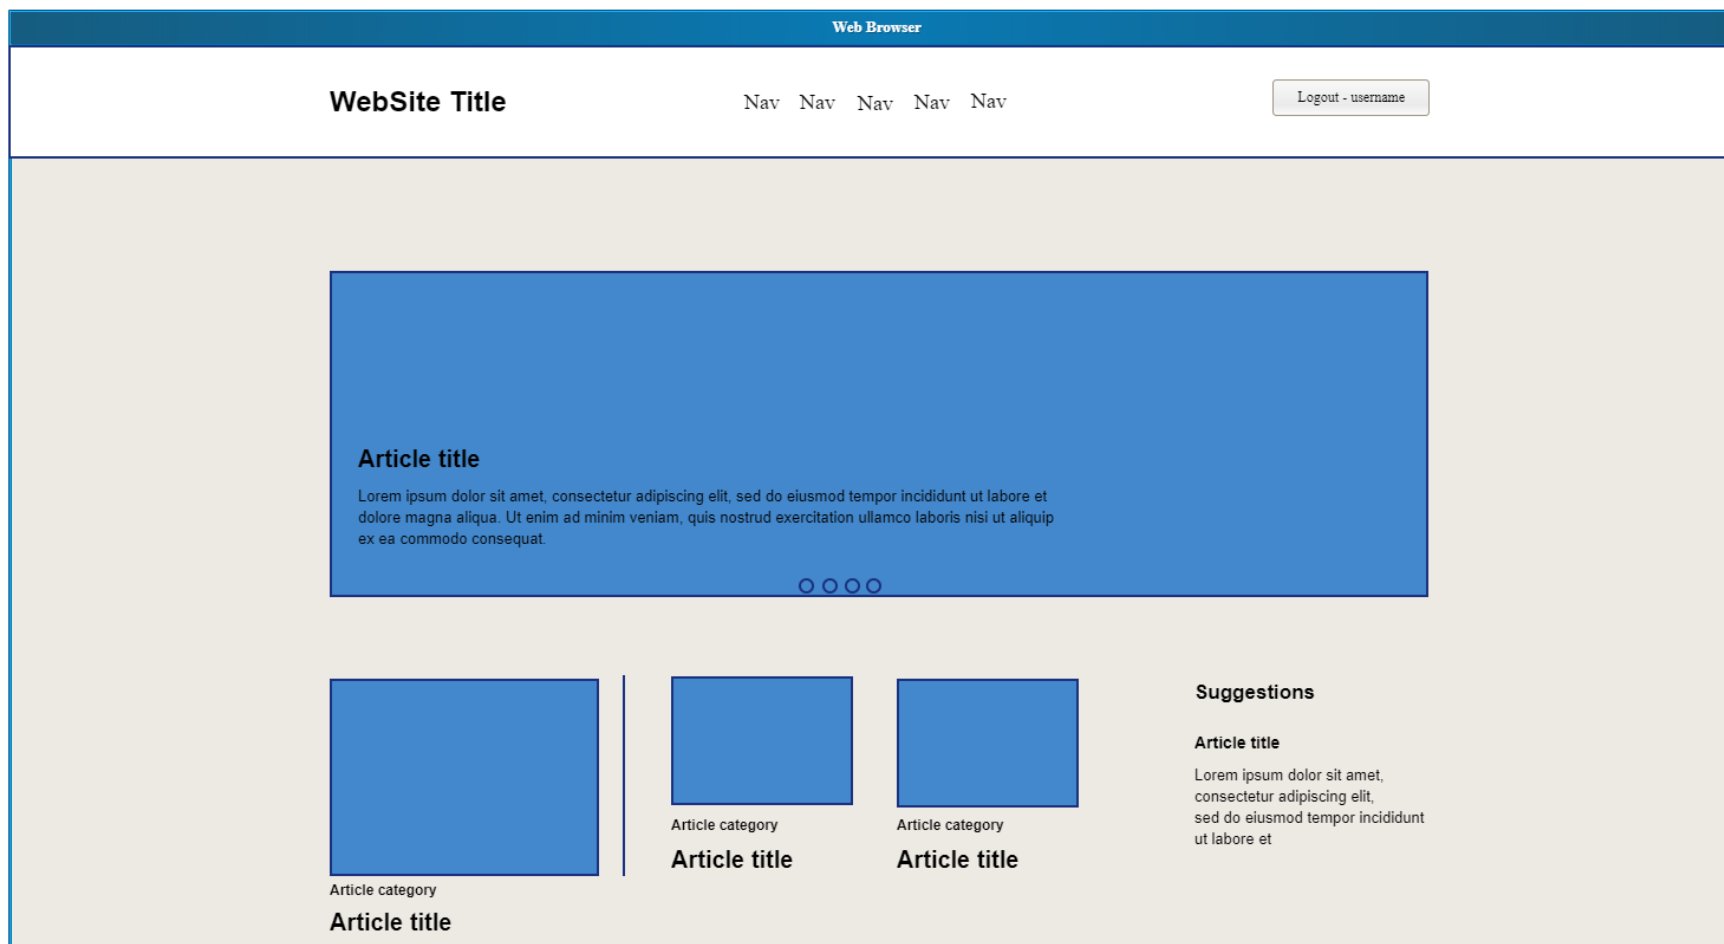 Web Browser
WebSite Title
Nav Nav Nav Nav Nav
Logout - username
Article title
Lorem ipsum dolor sit amet, consectetur adipiscing elit, sed do eiusmod tempor incididunt ut labore et
dolore magna aliqua. Ut enim ad minim veniam, quis nostrud exercitation ullamco laboris nisi ut aliquip
ex ea commodo consequat.
Article category
Article title
Article category
Article title
Article category
Article title
Suggestions
Article title
Lorem ipsum dolor sit amet,
consectetur adipiscing elit,
sed do eiusmod tempor incididunt
ut labore et